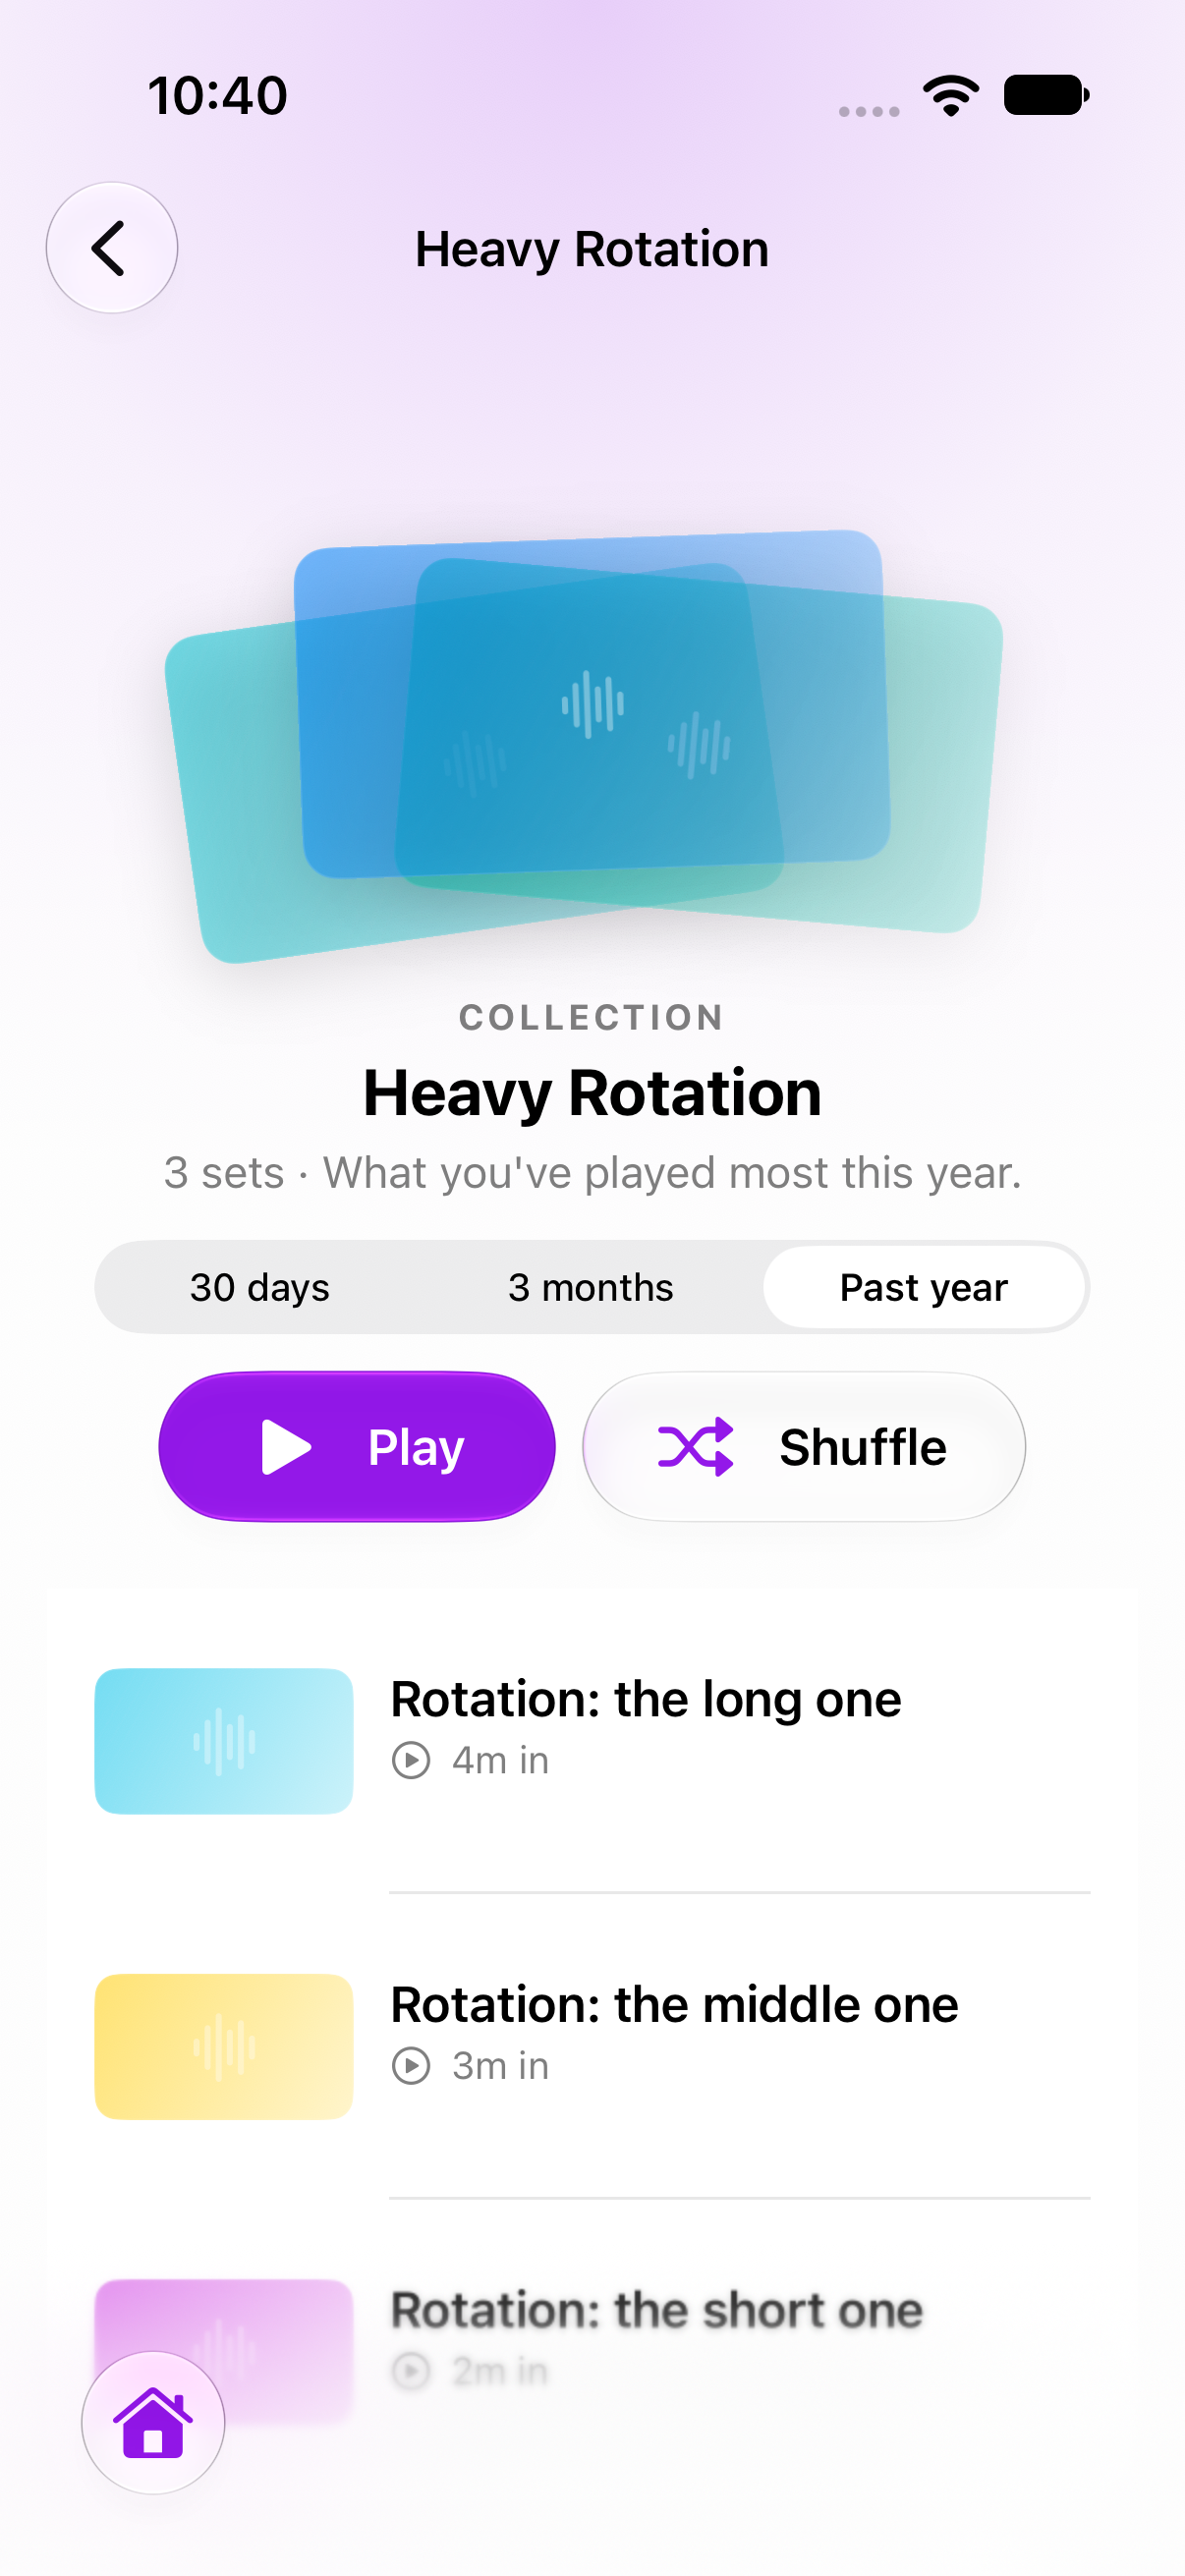 10:40
Heavy Rotation
COLLECTION
Heavy Rotation
3 sets · What you've played most this year.
30 days
3 months
Past year
Play
Shuffle
Rotation: the long one
4m in
Rotation: the middle one
3m in
Rotation: the short one
2m in